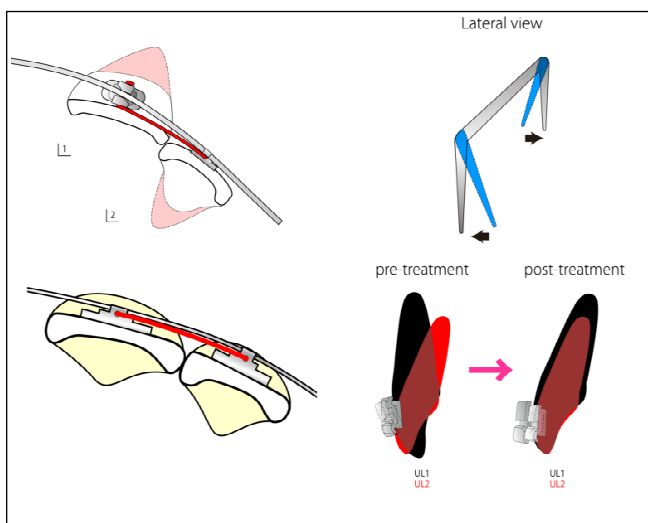 Lateral view
1
2
pre-treatment
post-treatment
UL1
UL2
UL1
UL2